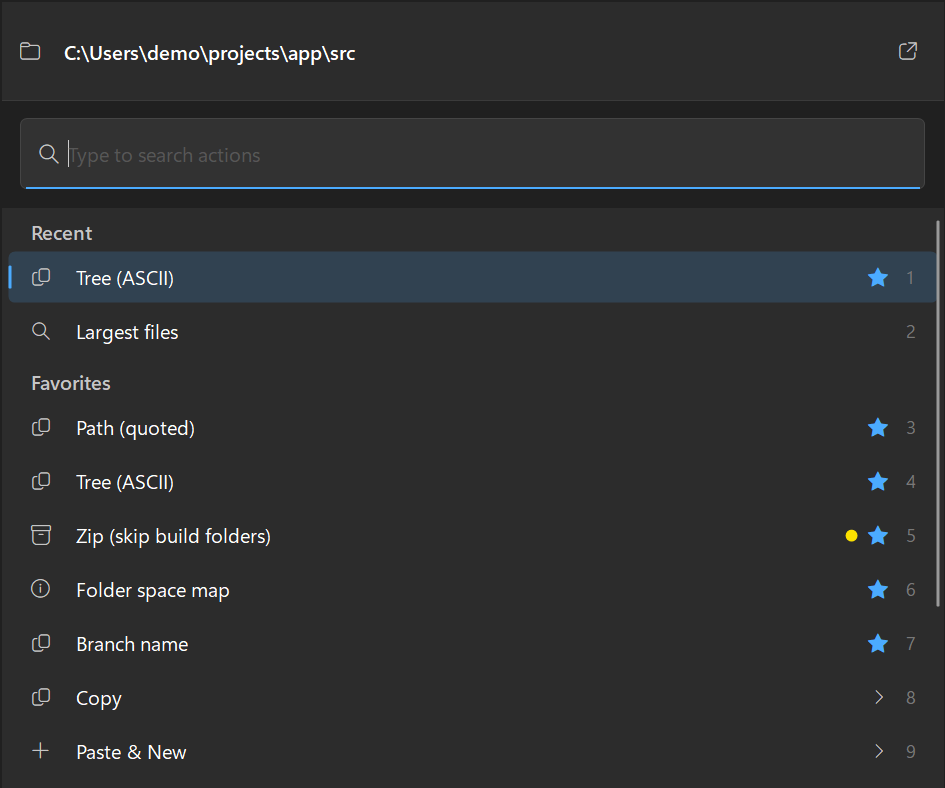 C:\Users\demo\projects\app\src
Type to search actions
Recent
Tree (ASCII) 1
Largest files 2
Favorites
Path (quoted) 3
Tree (ASCII) 4
Zip (skip build folders) 5
Folder space map 6
Branch name 7
Copy 8
Paste & New 9